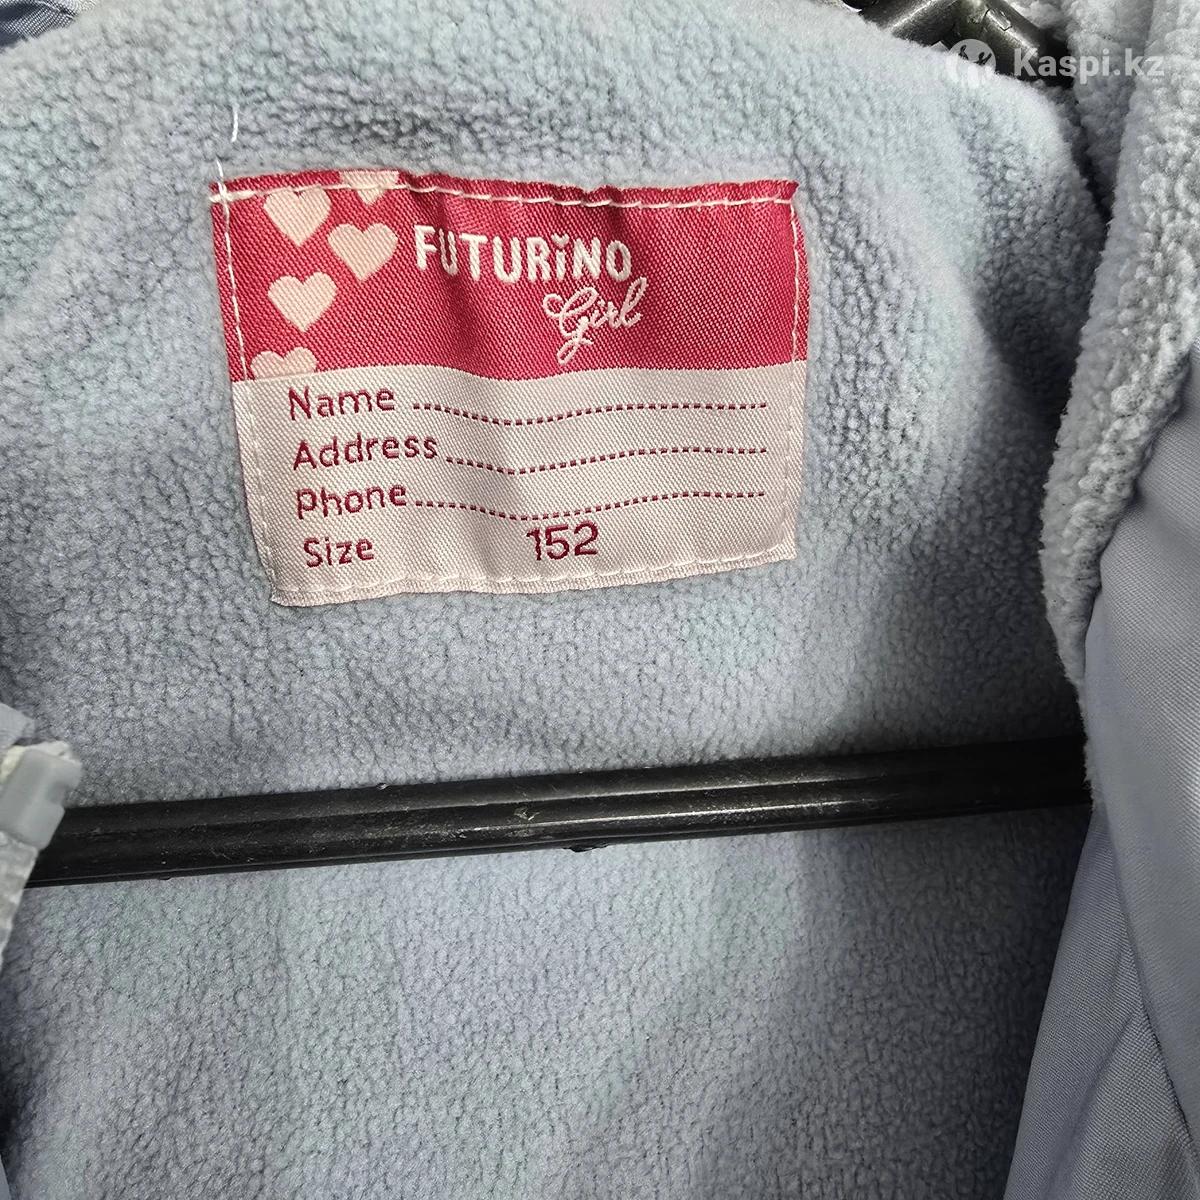 Kaspi.kz
FUTURINO
Girl
Name
Address
Phone
Size 152